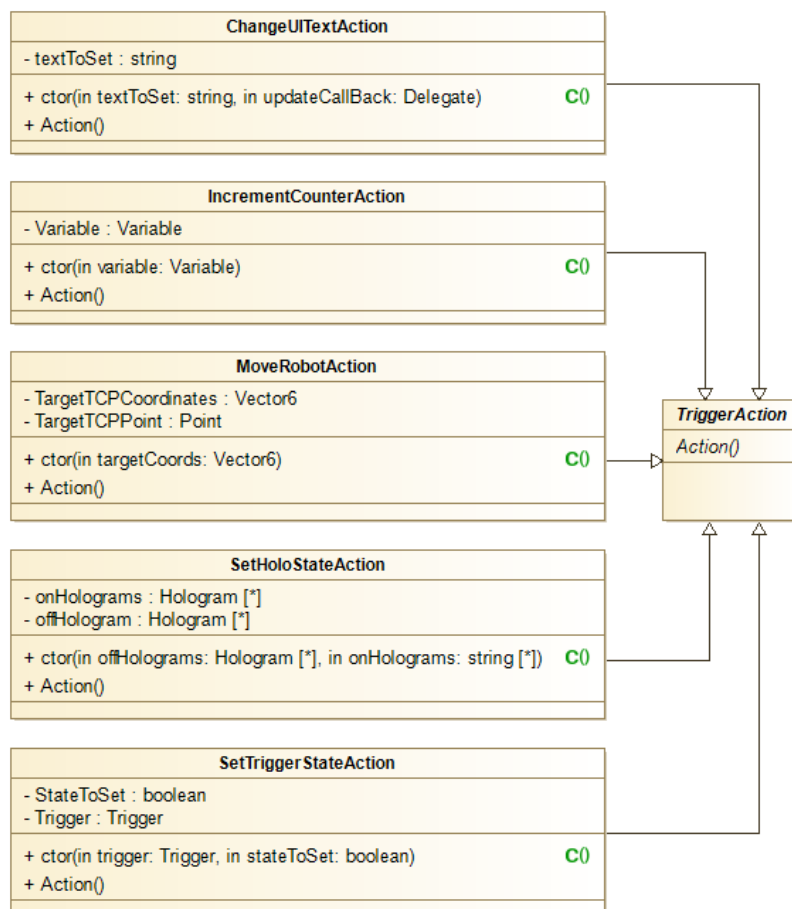 ChangeUITextAction
- textToSet : string
+ ctor(in textToSet: string, in updateCallBack: Delegate) C()
+ Action()
IncrementCounterAction
- Variable : Variable
+ ctor(in variable: Variable) C()
+ Action()
MoveRobotAction
- TargetTCPCoordinates : Vector6
- TargetTCPPoint : Point
+ ctor(in targetCoords: Vector6) C()
+ Action()
TriggerAction
Action()
SetHoloStateAction
- onHolograms : Hologram [*]
- offHologram : Hologram [*]
+ ctor(in offHolograms: Hologram [*], in onHolograms: string [*]) C()
+ Action()
SetTriggerStateAction
- StateToSet : boolean
- Trigger : Trigger
+ ctor(in trigger: Trigger, in stateToSet: boolean) C()
+ Action()